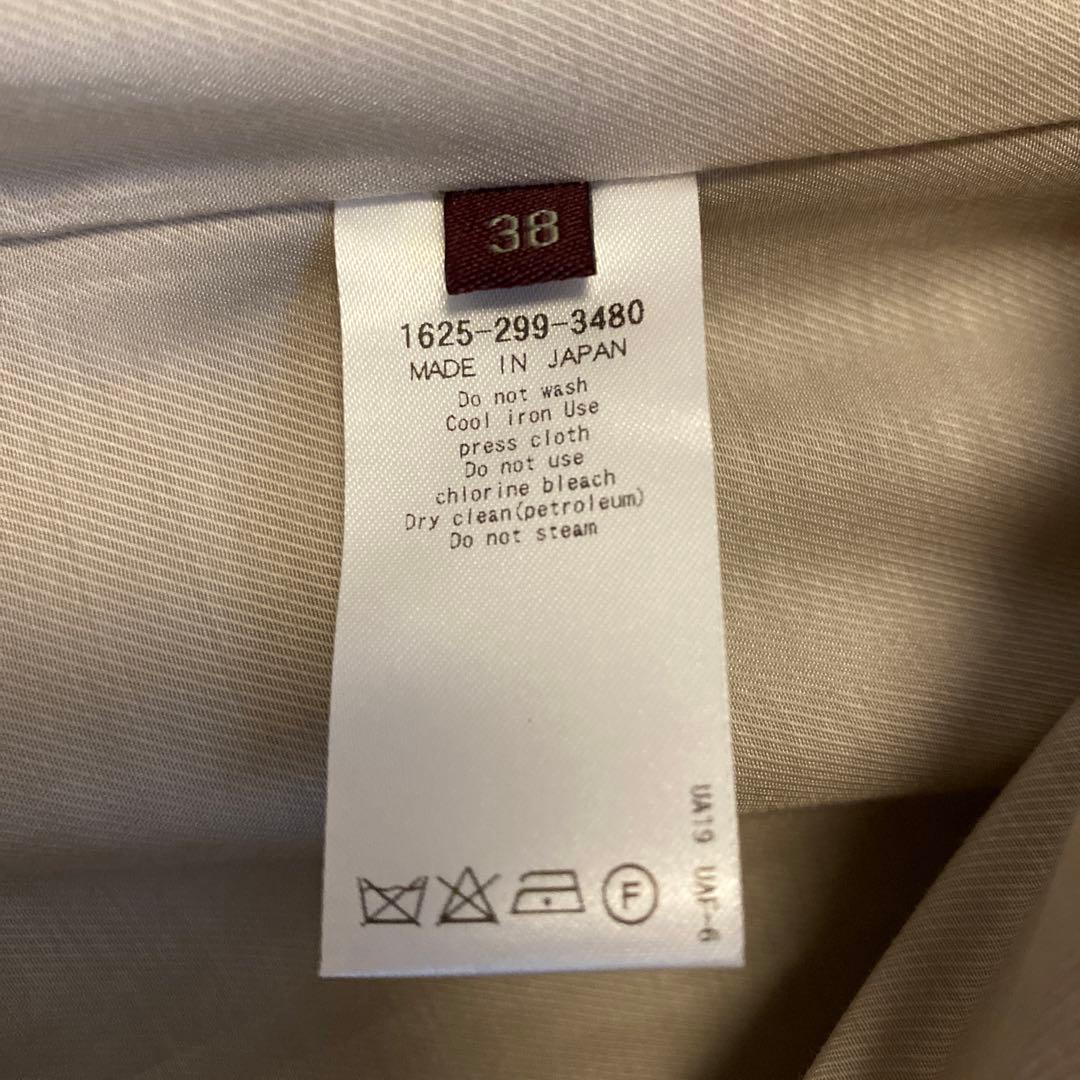 38
1625-299-3480
MADE IN JAPAN
Do not wash
Cool iron Use
press cloth
Do not use
chlorine bleach
Dry clean(petroleum)
Do not steam
UA19 UAF-6
F